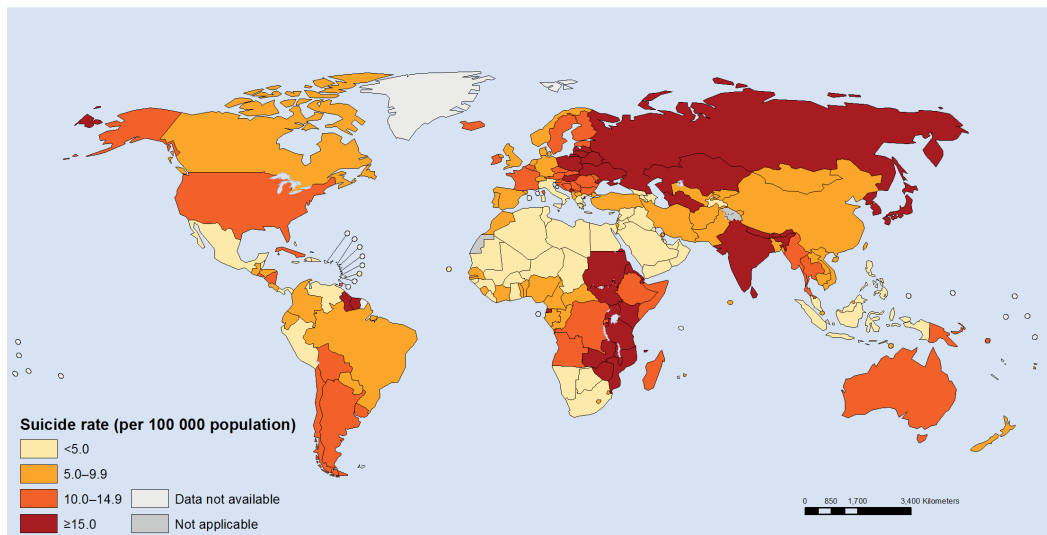 Suicide rate (per 100 000 population)
<5.0
5.0–9.9
10.0–14.9
≥15.0
Data not available
Not applicable
0 850 1,700 3,400 Kilometers